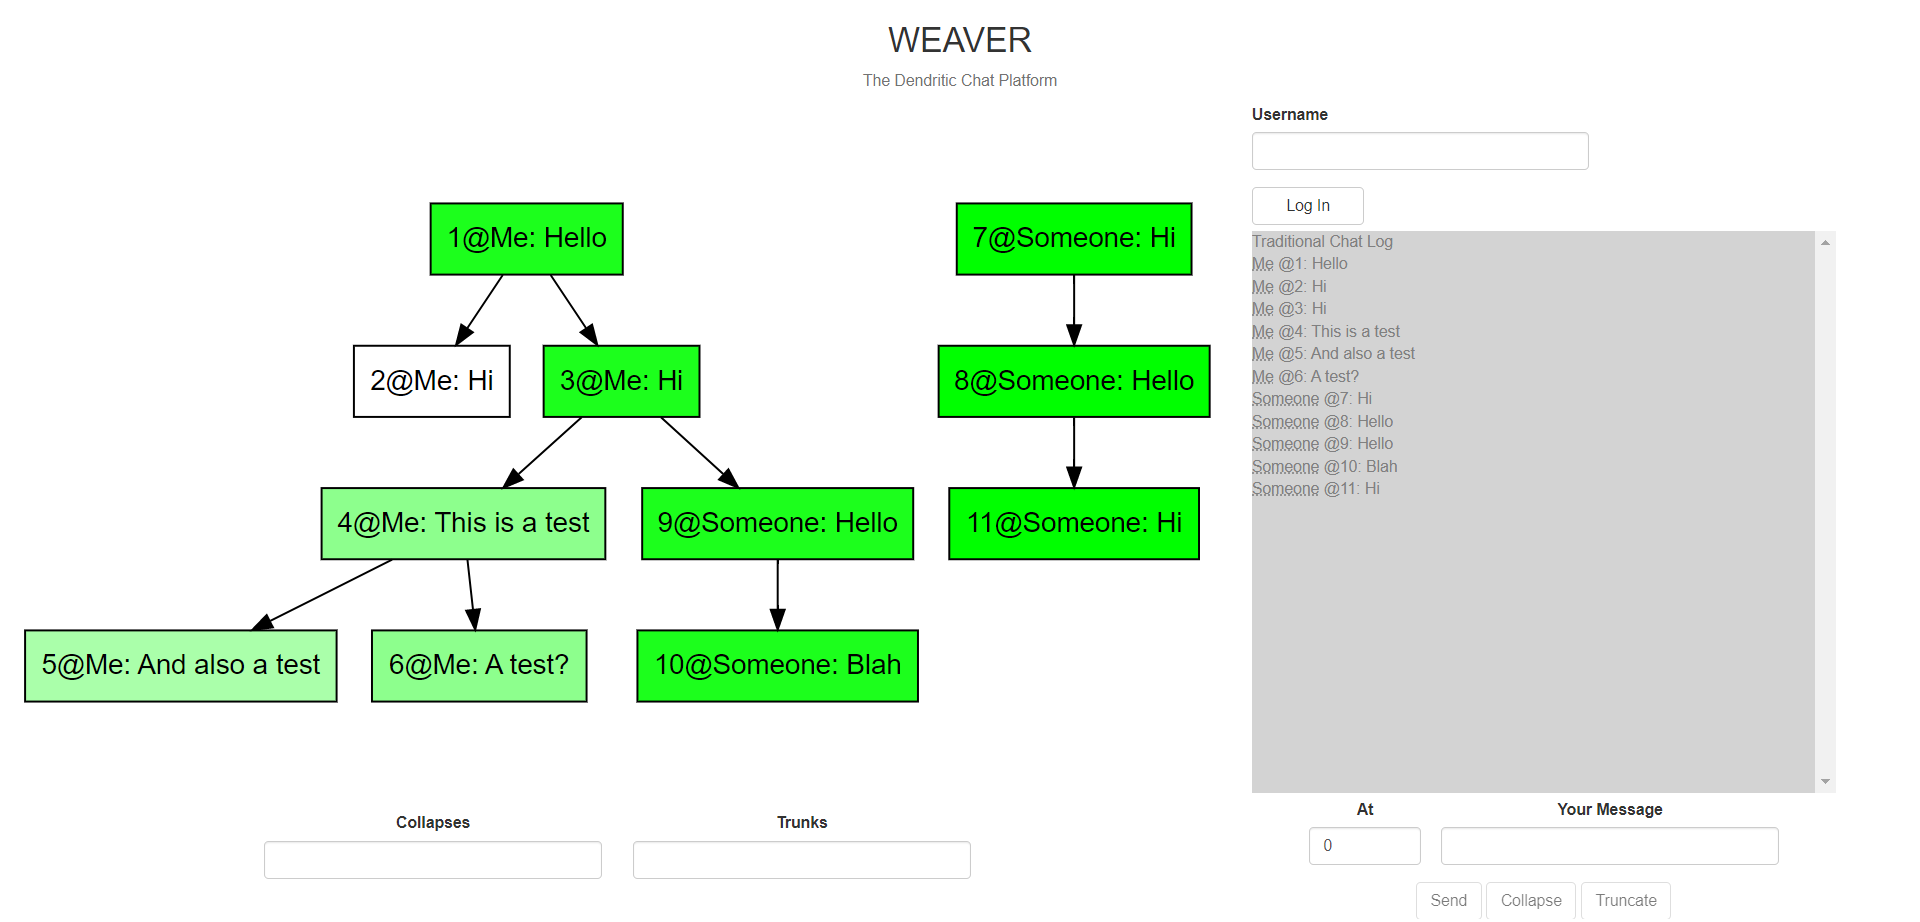 WEAVER
The Dendritic Chat Platform
Username
Log In
1@Me: Hello
7@Someone: Hi
2@Me: Hi
3@Me: Hi
8@Someone: Hello
4@Me: This is a test
9@Someone: Hello
11@Someone: Hi
5@Me: And also a test
6@Me: A test?
10@Someone: Blah
Traditional Chat Log
Me @1: Hello
Me @2: Hi
Me @3: Hi
Me @4: This is a test
Me @5: And also a test
Me @6: A test?
Someone @7: Hi
Someone @8: Hello
Someone @9: Hello
Someone @10: Blah
Someone @11: Hi
Collapses
Trunks
At
Your Message
0
Send
Collapse
Truncate